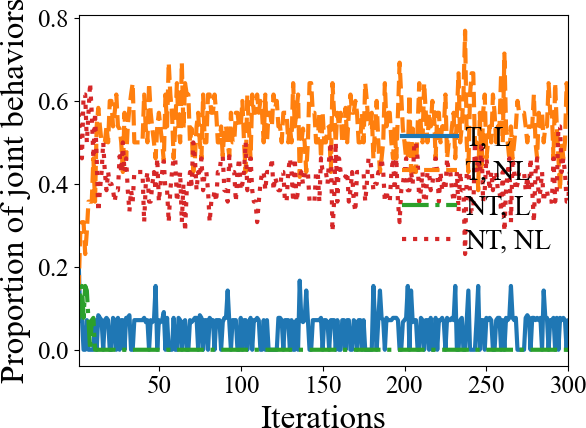 Proportion of joint behaviors
0.8
0.6
0.4
0.2
0.0
T, L
T, NL
NT, L
NT, NL
50
100
150
200
250
300
Iterations